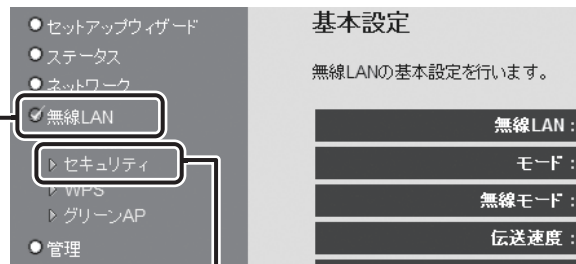 セットアップウィザード
ステータス
ネットワーク
無線LAN
セキュリティ
WPS
グリーンAP
管理
基本設定
無線LANの基本設定を行います。
無線LAN :
モード :
無線モード :
伝送速度 :